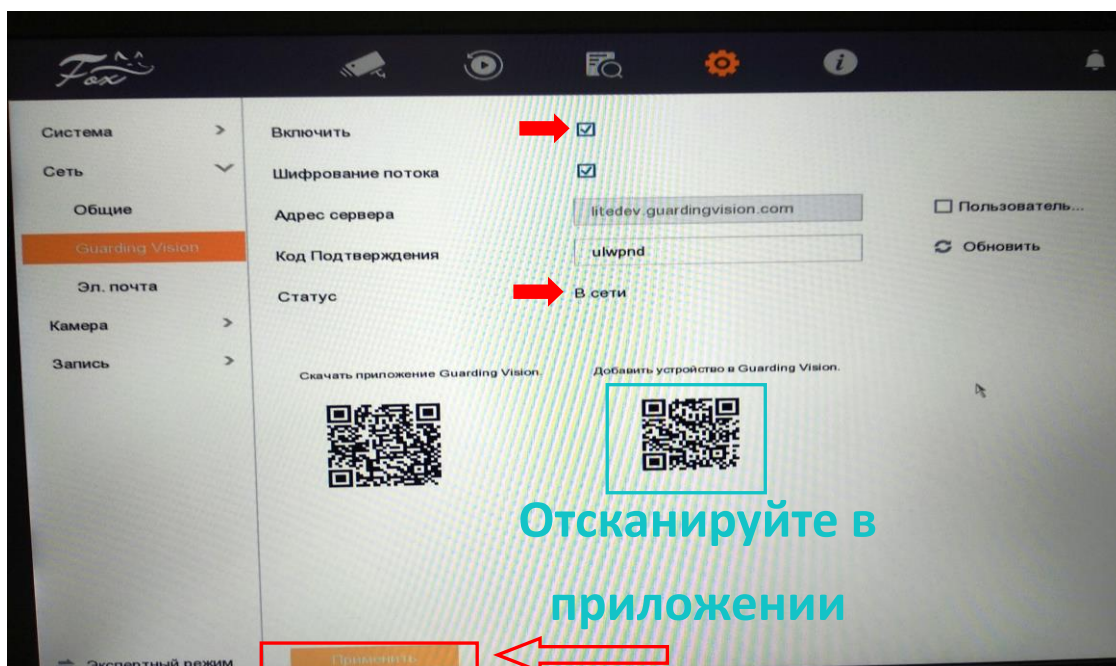 Fox
Система
Сеть
Общие
Guarding Vision
Эл. почта
Камера
Запись
Экспертный режим
Включить
Шифрование потока
Адрес сервера
litedev.guardingvision.com
Пользователь...
Код Подтверждения
ulwpnd
Обновить
Статус
В сети
Скачать приложение Guarding Vision.
Добавить устройство в Guarding Vision.
Отсканируйте в
приложении
Применить